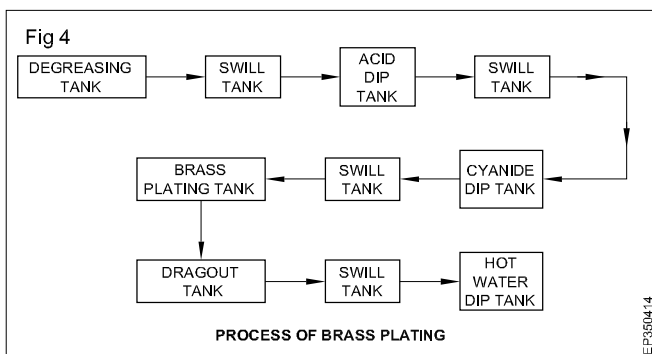 Fig 4
DEGREASING
TANK
SWILL
TANK
ACID
DIP
TANK
SWILL
TANK
BRASS
PLATING TANK
SWILL
TANK
CYANIDE
DIP TANK
DRAGOUT
TANK
SWILL
TANK
HOT
WATER
DIP TANK
PROCESS OF BRASS PLATING
EP350414